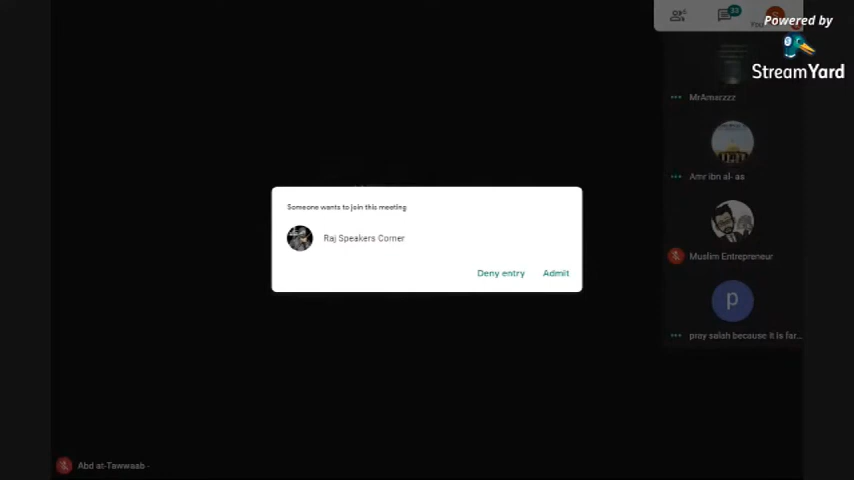 33
Powered by
StreamYard
MrAmarzzz
Amr ibn al- as
Someone wants to join this meeting
Raj Speakers Corner
Deny entry Admit
Muslim Entrepreneur
p
pray salah because it is far...
Abd at-Tawwaab -